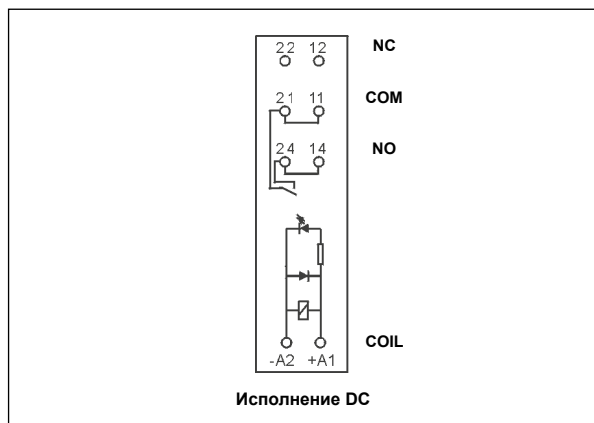 22 12 NC
21 11 COM
24 14 NO
COIL
-A2 +A1
Исполнение DC